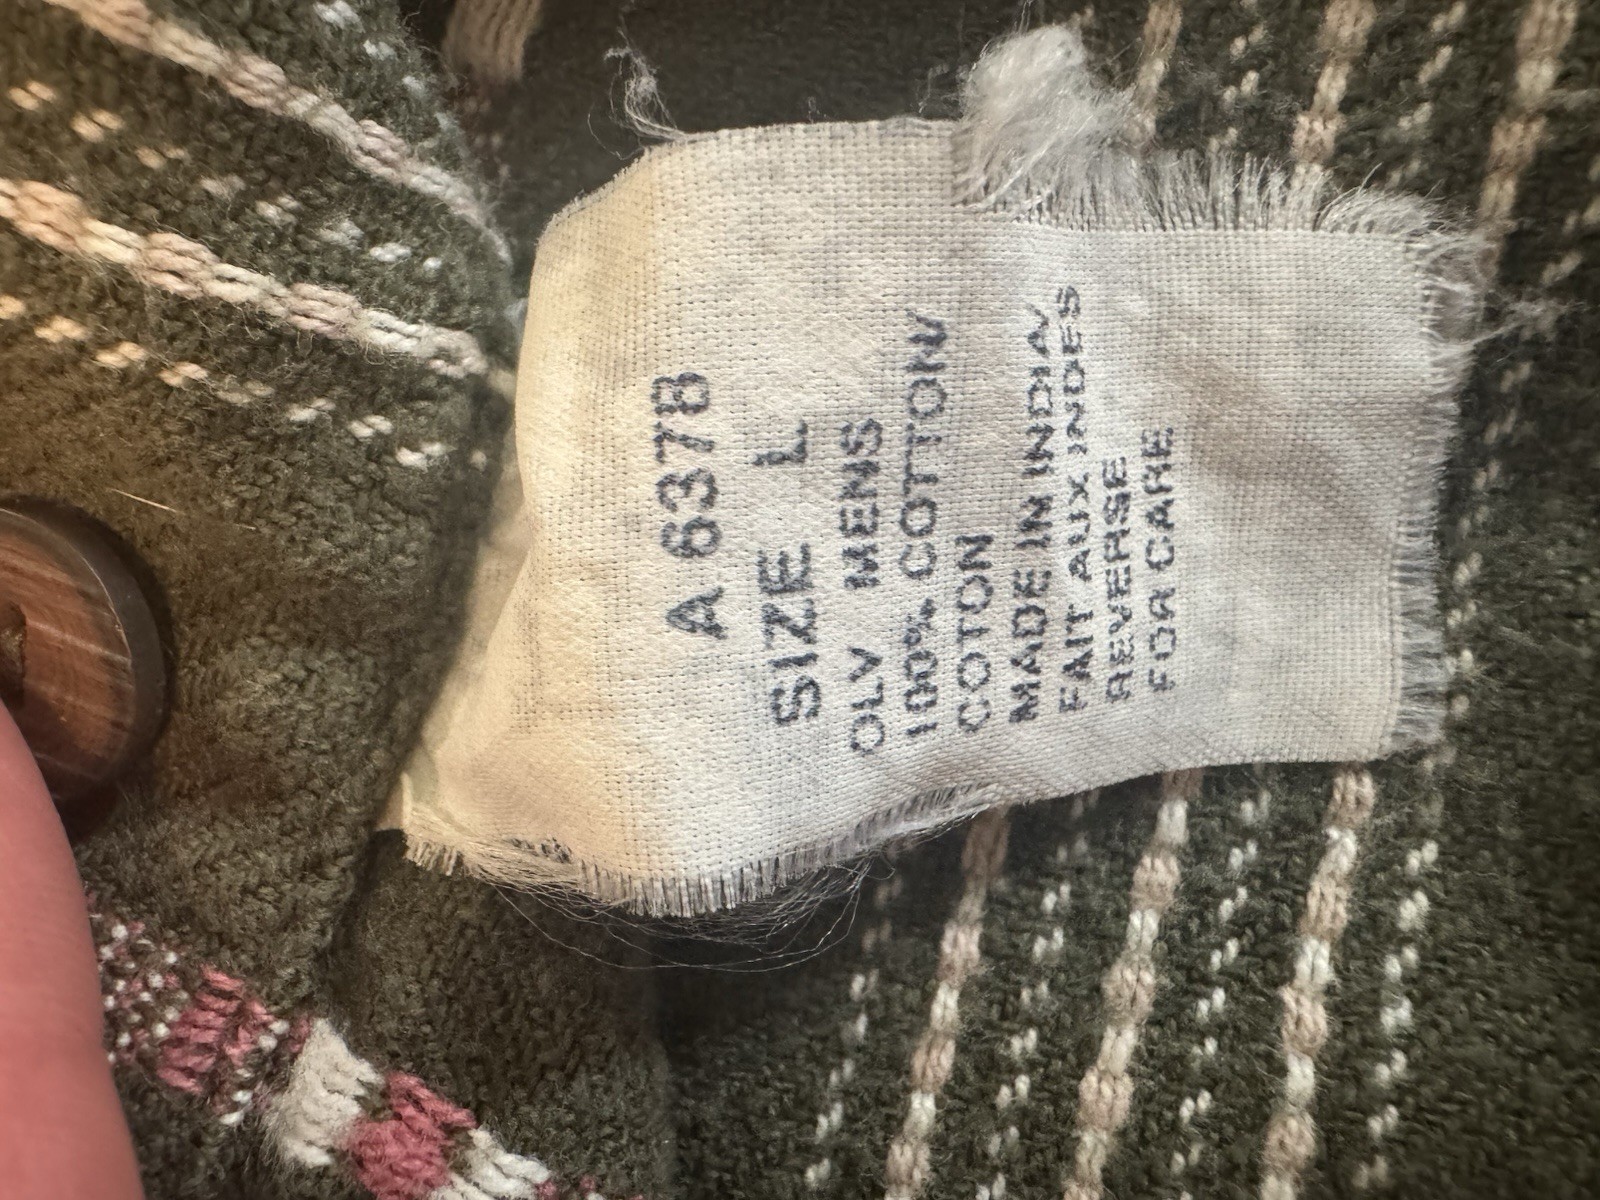 A 6378
SIZE L
OLV MENS
100% COTTON
COTON
MADE IN INDIA
FAIT AUX INDES
REVERSE
FOR CARE